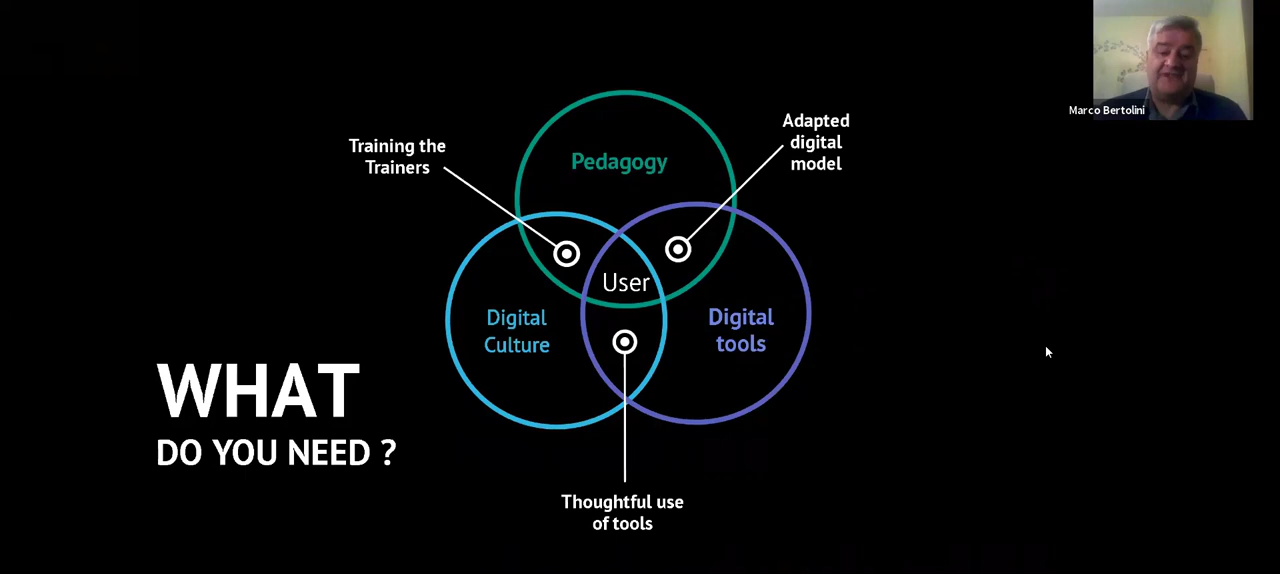 Marco Bertolini
Training the
Trainers
Adapted
digital
model
Pedagogy
User
Digital
Culture
Digital
tools
WHAT
DO YOU NEED ?
Thoughtful use
of tools